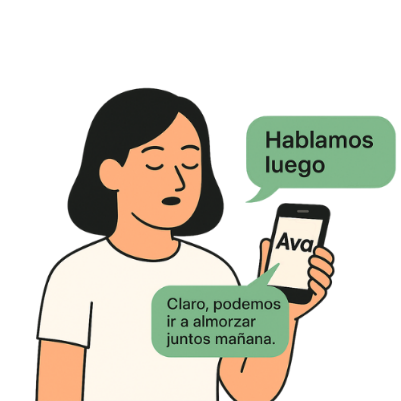 Hablamos
luego
Ava
Claro, podemos
ir a almorzar
juntos mañana.